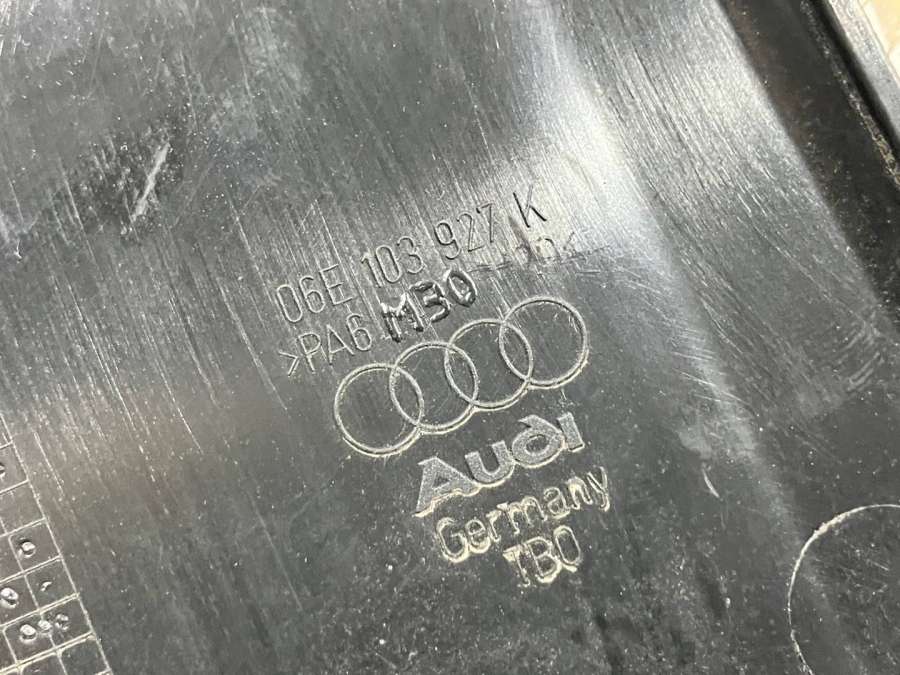 06E 103 927 K
>PA6 M30
Audi
Germany
TBO